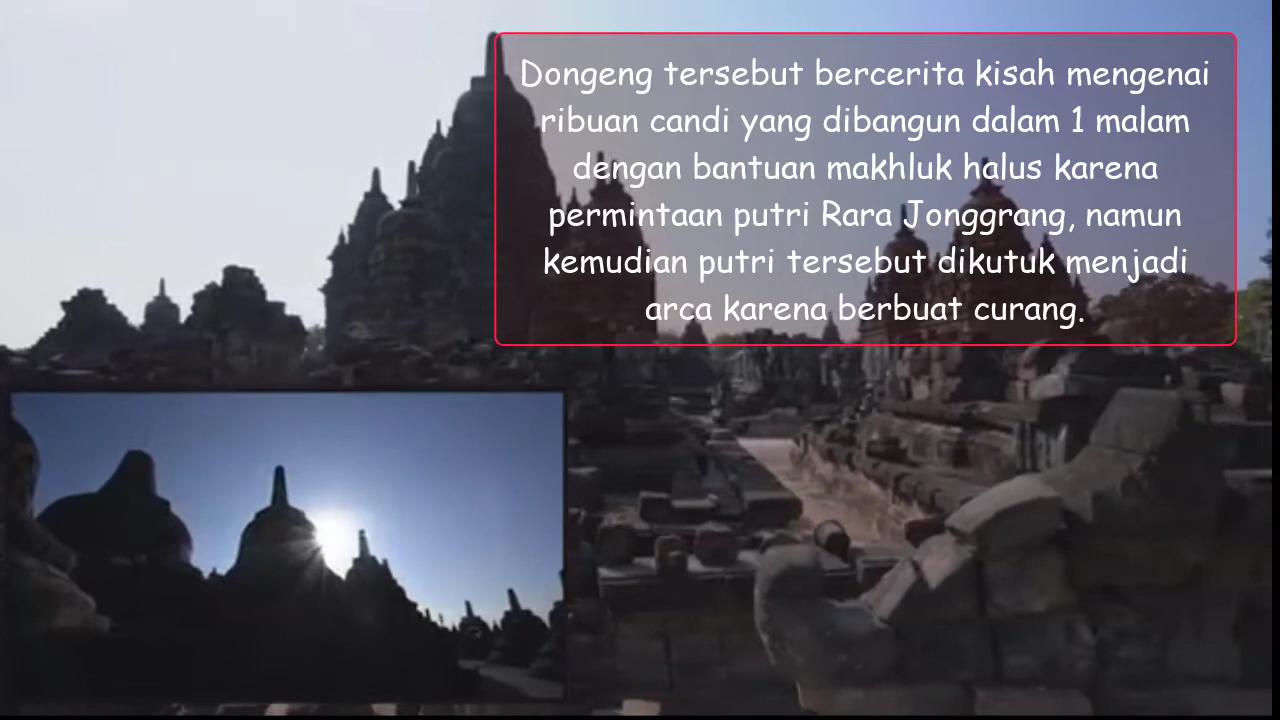 Dongeng tersebut bercerita kisah mengenai
ribuan candi yang dibangun dalam 1 malam
dengan bantuan makhluk halus karena
permintaan putri Rara Jonggrang, namun
kemudian putri tersebut dikutuk menjadi
arca karena berbuat curang.